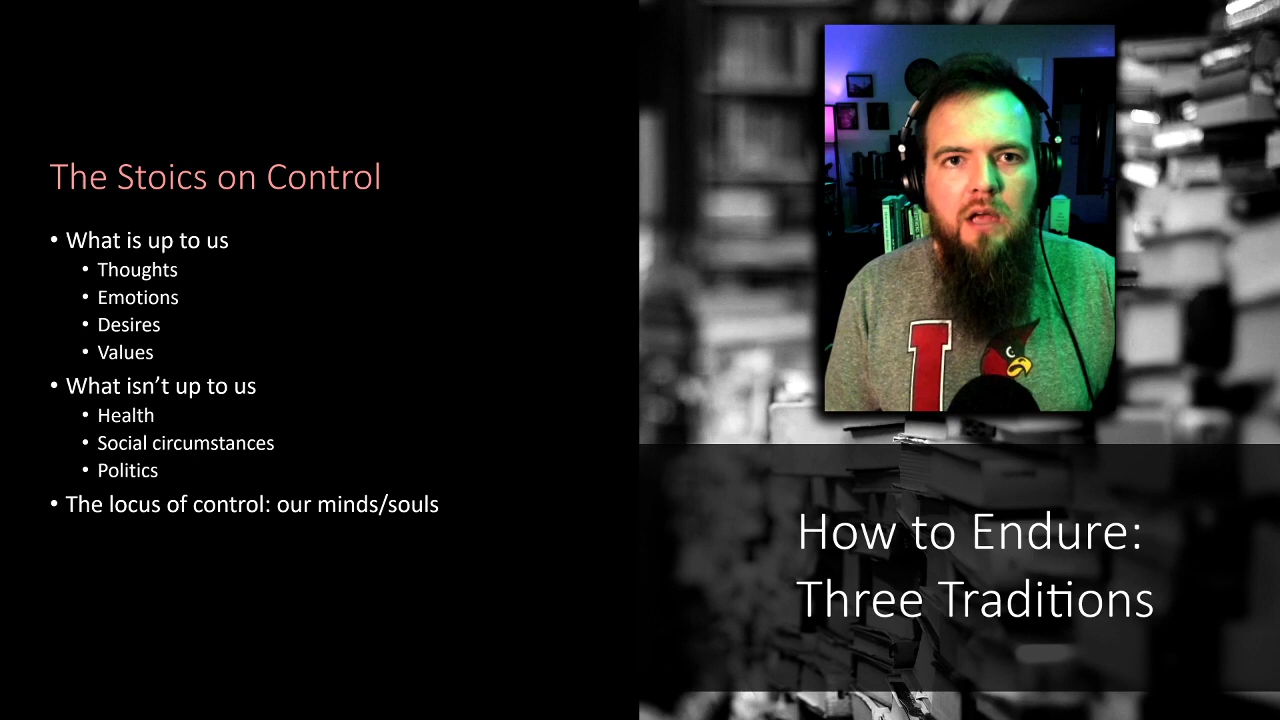 The Stoics on Control
• What is up to us
• Thoughts
• Emotions
• Desires
• Values
• What isn’t up to us
• Health
• Social circumstances
• Politics
• The locus of control: our minds/souls
I
How to Endure:
Three Traditions